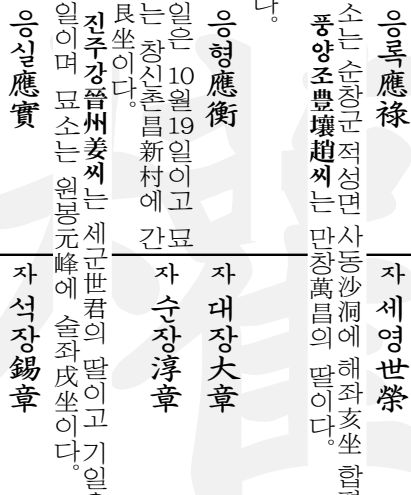 응록應祿
자 세영世榮
소는 순창군 적성면 사동沙洞에 해좌亥坐 합
풍양조豊壤趙씨는 만창萬昌의 딸이다.
다.
응형應衡
자 대장大章
일은 10월19일이고 묘
는 창신촌昌新村에 간
艮坐이다.
자 순장淳章
진주강晉州姜씨는 세군世君의 딸이고 기일
일이며 묘소는 원봉元峰에 술좌戌坐이다.
응실應實
자 석장錫章